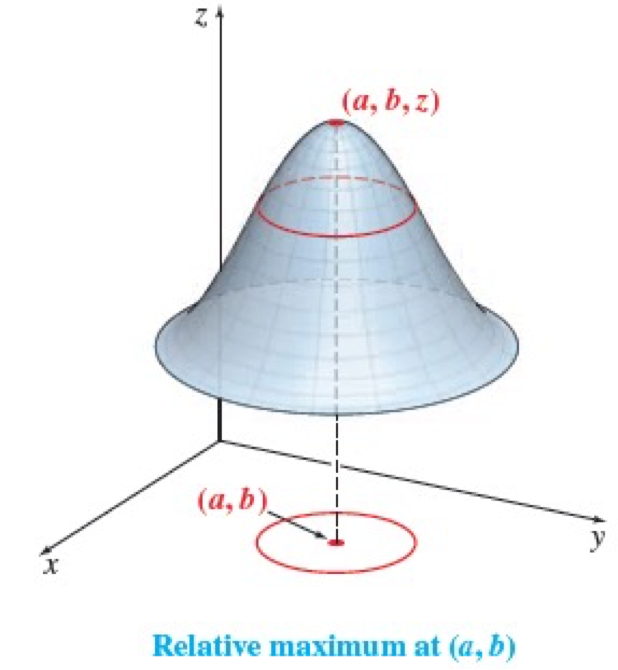 z
(a, b, z)
(a, b)
x
y
Relative maximum at (a, b)